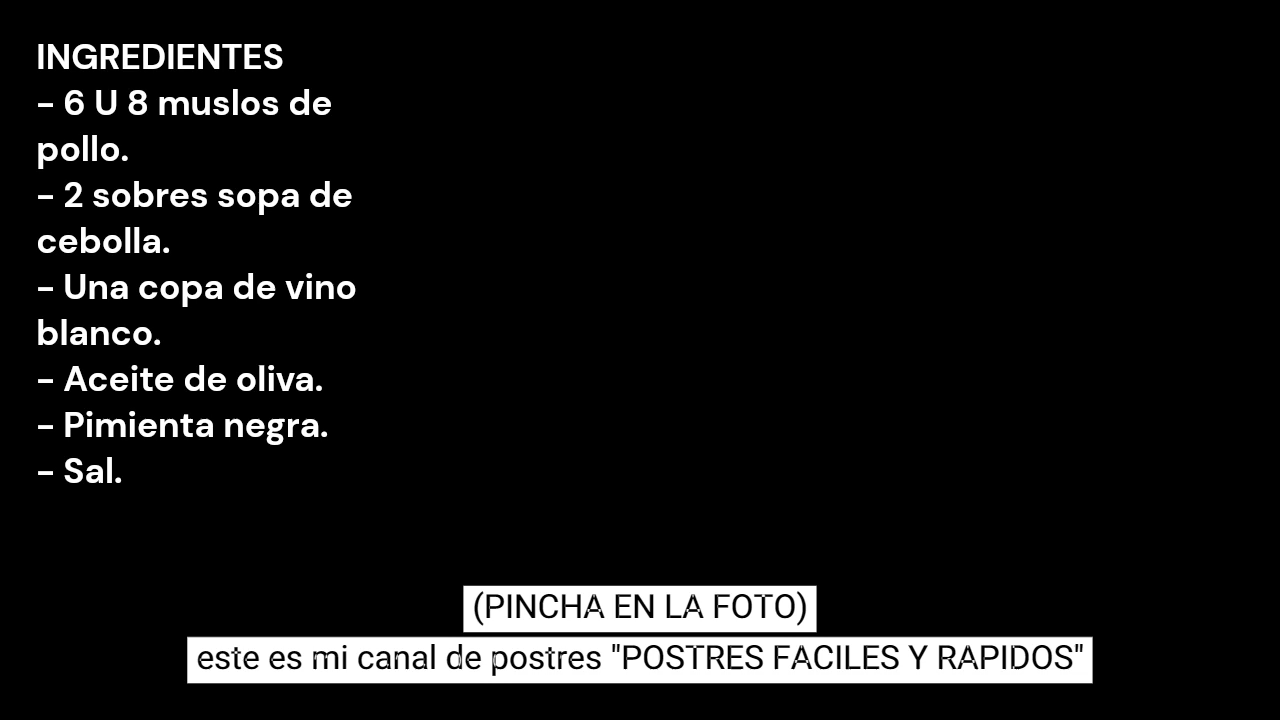 INGREDIENTES
- 6 U 8 muslos de
pollo.
- 2 sobres sopa de
cebolla.
- Una copa de vino
blanco.
- Aceite de oliva.
- Pimienta negra.
- Sal.
(PINCHA EN LA FOTO)
este es mi canal de postres "POSTRES FACILES Y RAPIDOS"